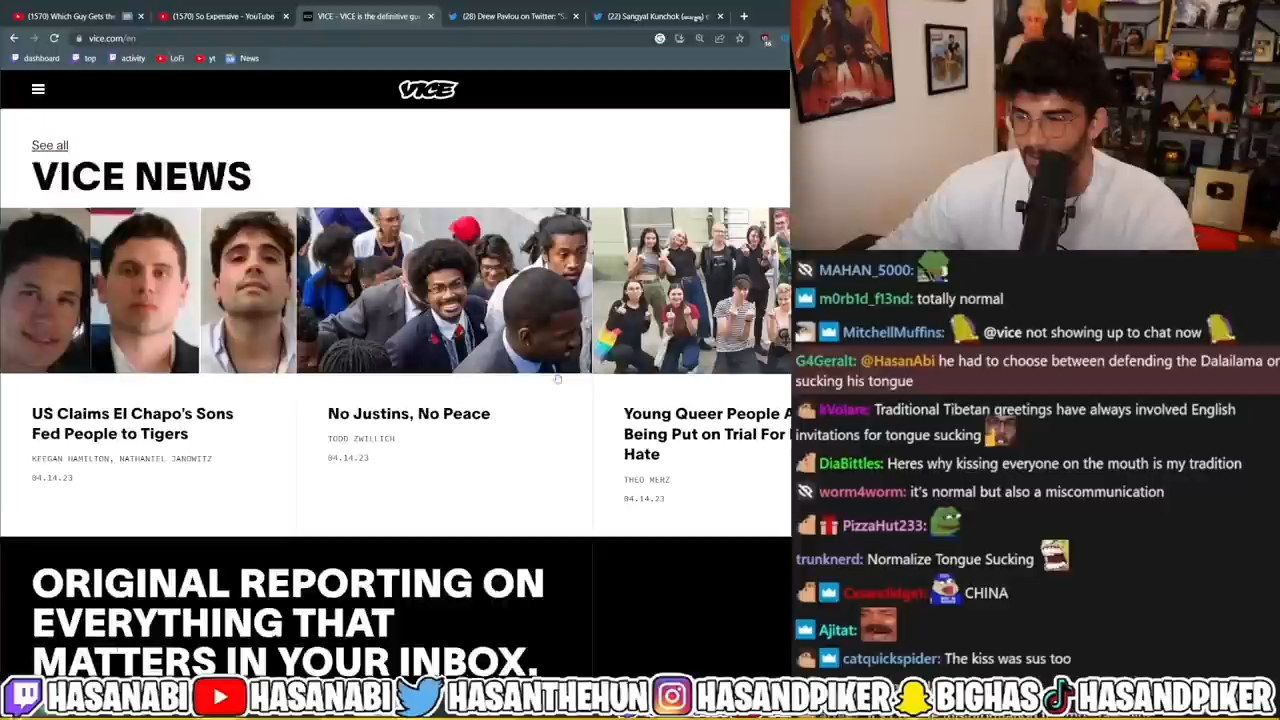 (1570) Which Guy Gets the
(1570) So Expensive - YouTube
VICE - VICE is the definitive gu
(28) Drew Pavlou on Twitter: "S
(22) Sangyal Kunchok
vice.com/en
dashboard
top
activity
LoFi
yt
News
VICE
See all
VICE NEWS
US Claims El Chapo's Sons
Fed People to Tigers
KEEGAN HAMILTON, NATHANIEL JANOWITZ
04.14.23
No Justins, No Peace
TODD ZWILLICH
04.14.23
Young Queer People A
Being Put on Trial For
Hate
THEO MERZ
04.14.23
ORIGINAL REPORTING ON
EVERYTHING THAT
MATTERS IN YOUR INBOX.
MAHAN_5000:
m0rb1d_f13nd: totally normal
MitchellMuffins: @vice not showing up to chat now
G4Geralt: @HasanAbi he had to choose between defending the Dalailama or
sucking his tongue
kVolare: Traditional Tibetan greetings have always involved English
invitations for tongue sucking
DiaBittles: Heres why kissing everyone on the mouth is my tradition
worm4worm: it's normal but also a miscommunication
PizzaHut233:
trunknerd: Normalize Tongue Sucking
CHINA
Ajitat:
catquickspider: The kiss was sus too
HASANABI HASANABI HASANTHEHUN HASANDPIKER BIGHAS HASANDPIKER